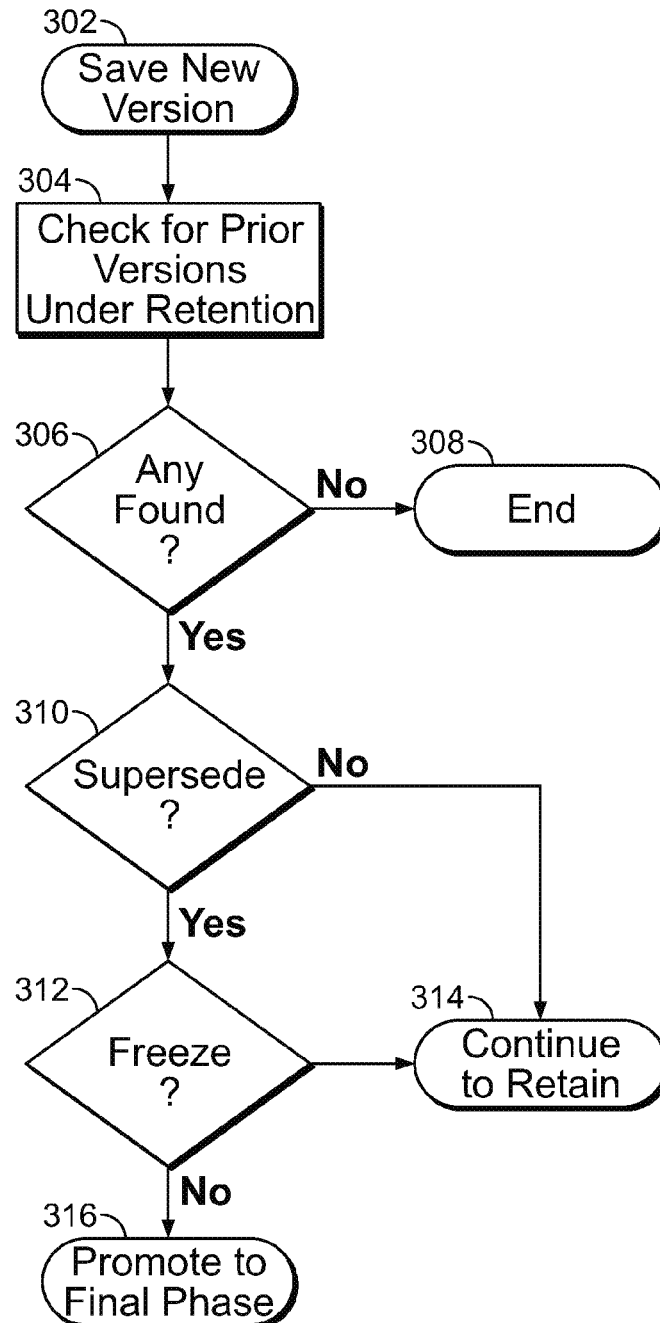 302
Save New
Version
304
Check for Prior
Versions
Under Retention
306
Any
Found
?
No
308
End
Yes
310
Supersede
?
No
Yes
312
Freeze
?
314
Continue
to Retain
No
316
Promote to
Final Phase